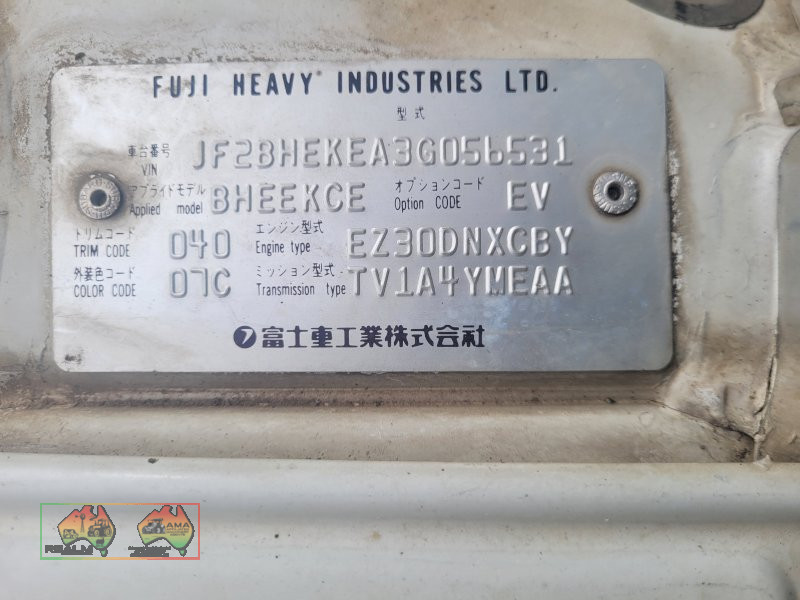 FUJI HEAVY INDUSTRIES LTD.
型式
車台番号 VIN JF2BHEKEA3G056531
アプライドモデル Applied model BHEEKCE オプションコード Option CODE EV
トリムコード TRIM CODE 040 エンジン型式 Engine type EZ30DNXCBY
外装色コード COLOR CODE 07C ミッション型式 Transmission type TV1A4YMEAA
富士重工業株式会社
REALM AMA